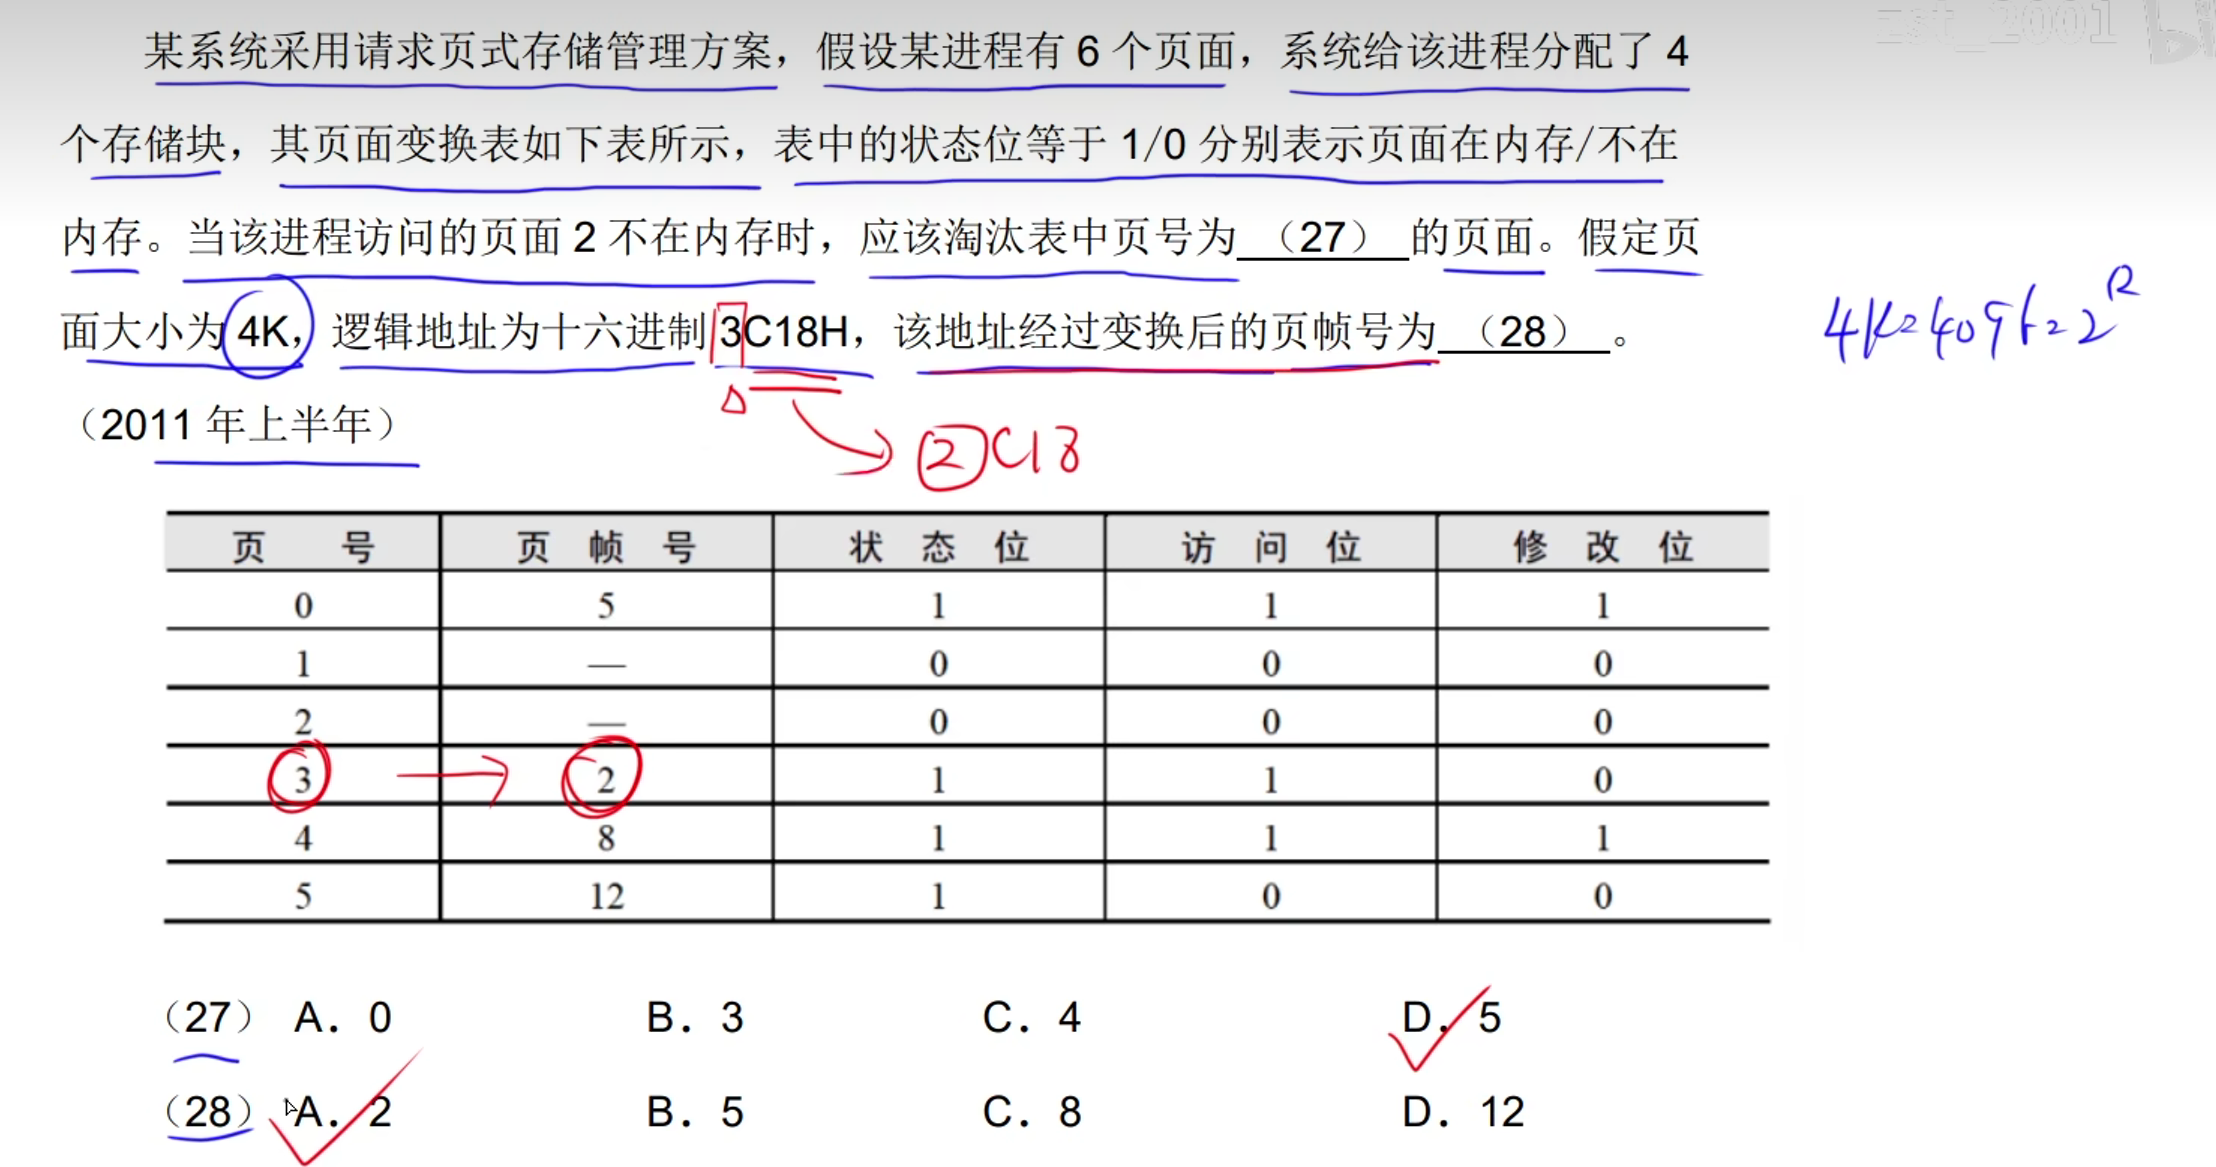 zst_2001 bi
某系统采用请求页式存储管理方案，假设某进程有 6 个页面，系统给该进程分配了 4
个存储块，其页面变换表如下表所示，表中的状态位等于 1/0 分别表示页面在内存/不在
内存。当该进程访问的页面 2 不在内存时，应该淘汰表中页号为 （27） 的页面。假定页
面大小为 4K，逻辑地址为十六进制 3C18H，该地址经过变换后的页帧号为 （28） 。
4K=4096=2^12
（2011 年上半年）
②C18
页 号 页 帧 号 状 态 位 访 问 位 修 改 位
0 5 1 1 1
1 — 0 0 0
2 — 0 0 0
3 2 1 1 0
4 8 1 1 1
5 12 1 0 0
（27） A. 0 B. 3 C. 4 D. 5
（28） A. 2 B. 5 C. 8 D. 12